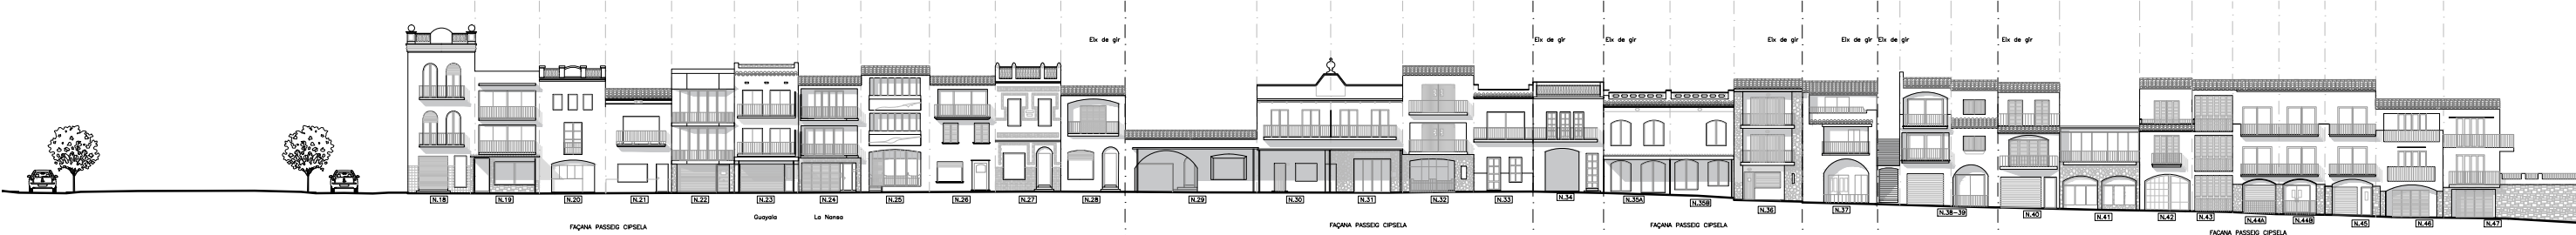 Eix de gir
Eix de gir
Eix de gir
Eix de gir
Eix de gir
Eix de gir
Eix de gir
N.18
N.19
N.20
N.21
N.22
N.23
N.24
N.25
N.26
N.27
N.28
N.29
N.30
N.31
N.32
N.33
N.34
N.35A
N.35B
N.36
N.37
N.38-39
N.40
N.41
N.42
N.43
N.44A
N.44B
N.45
N.46
N.47
Guayala
La Nansa
FAÇANA PASSEIG CIPSELA
FAÇANA PASSEIG CIPSELA
FAÇANA PASSEIG CIPSELA
FAÇANA PASSEIG CIPSELA